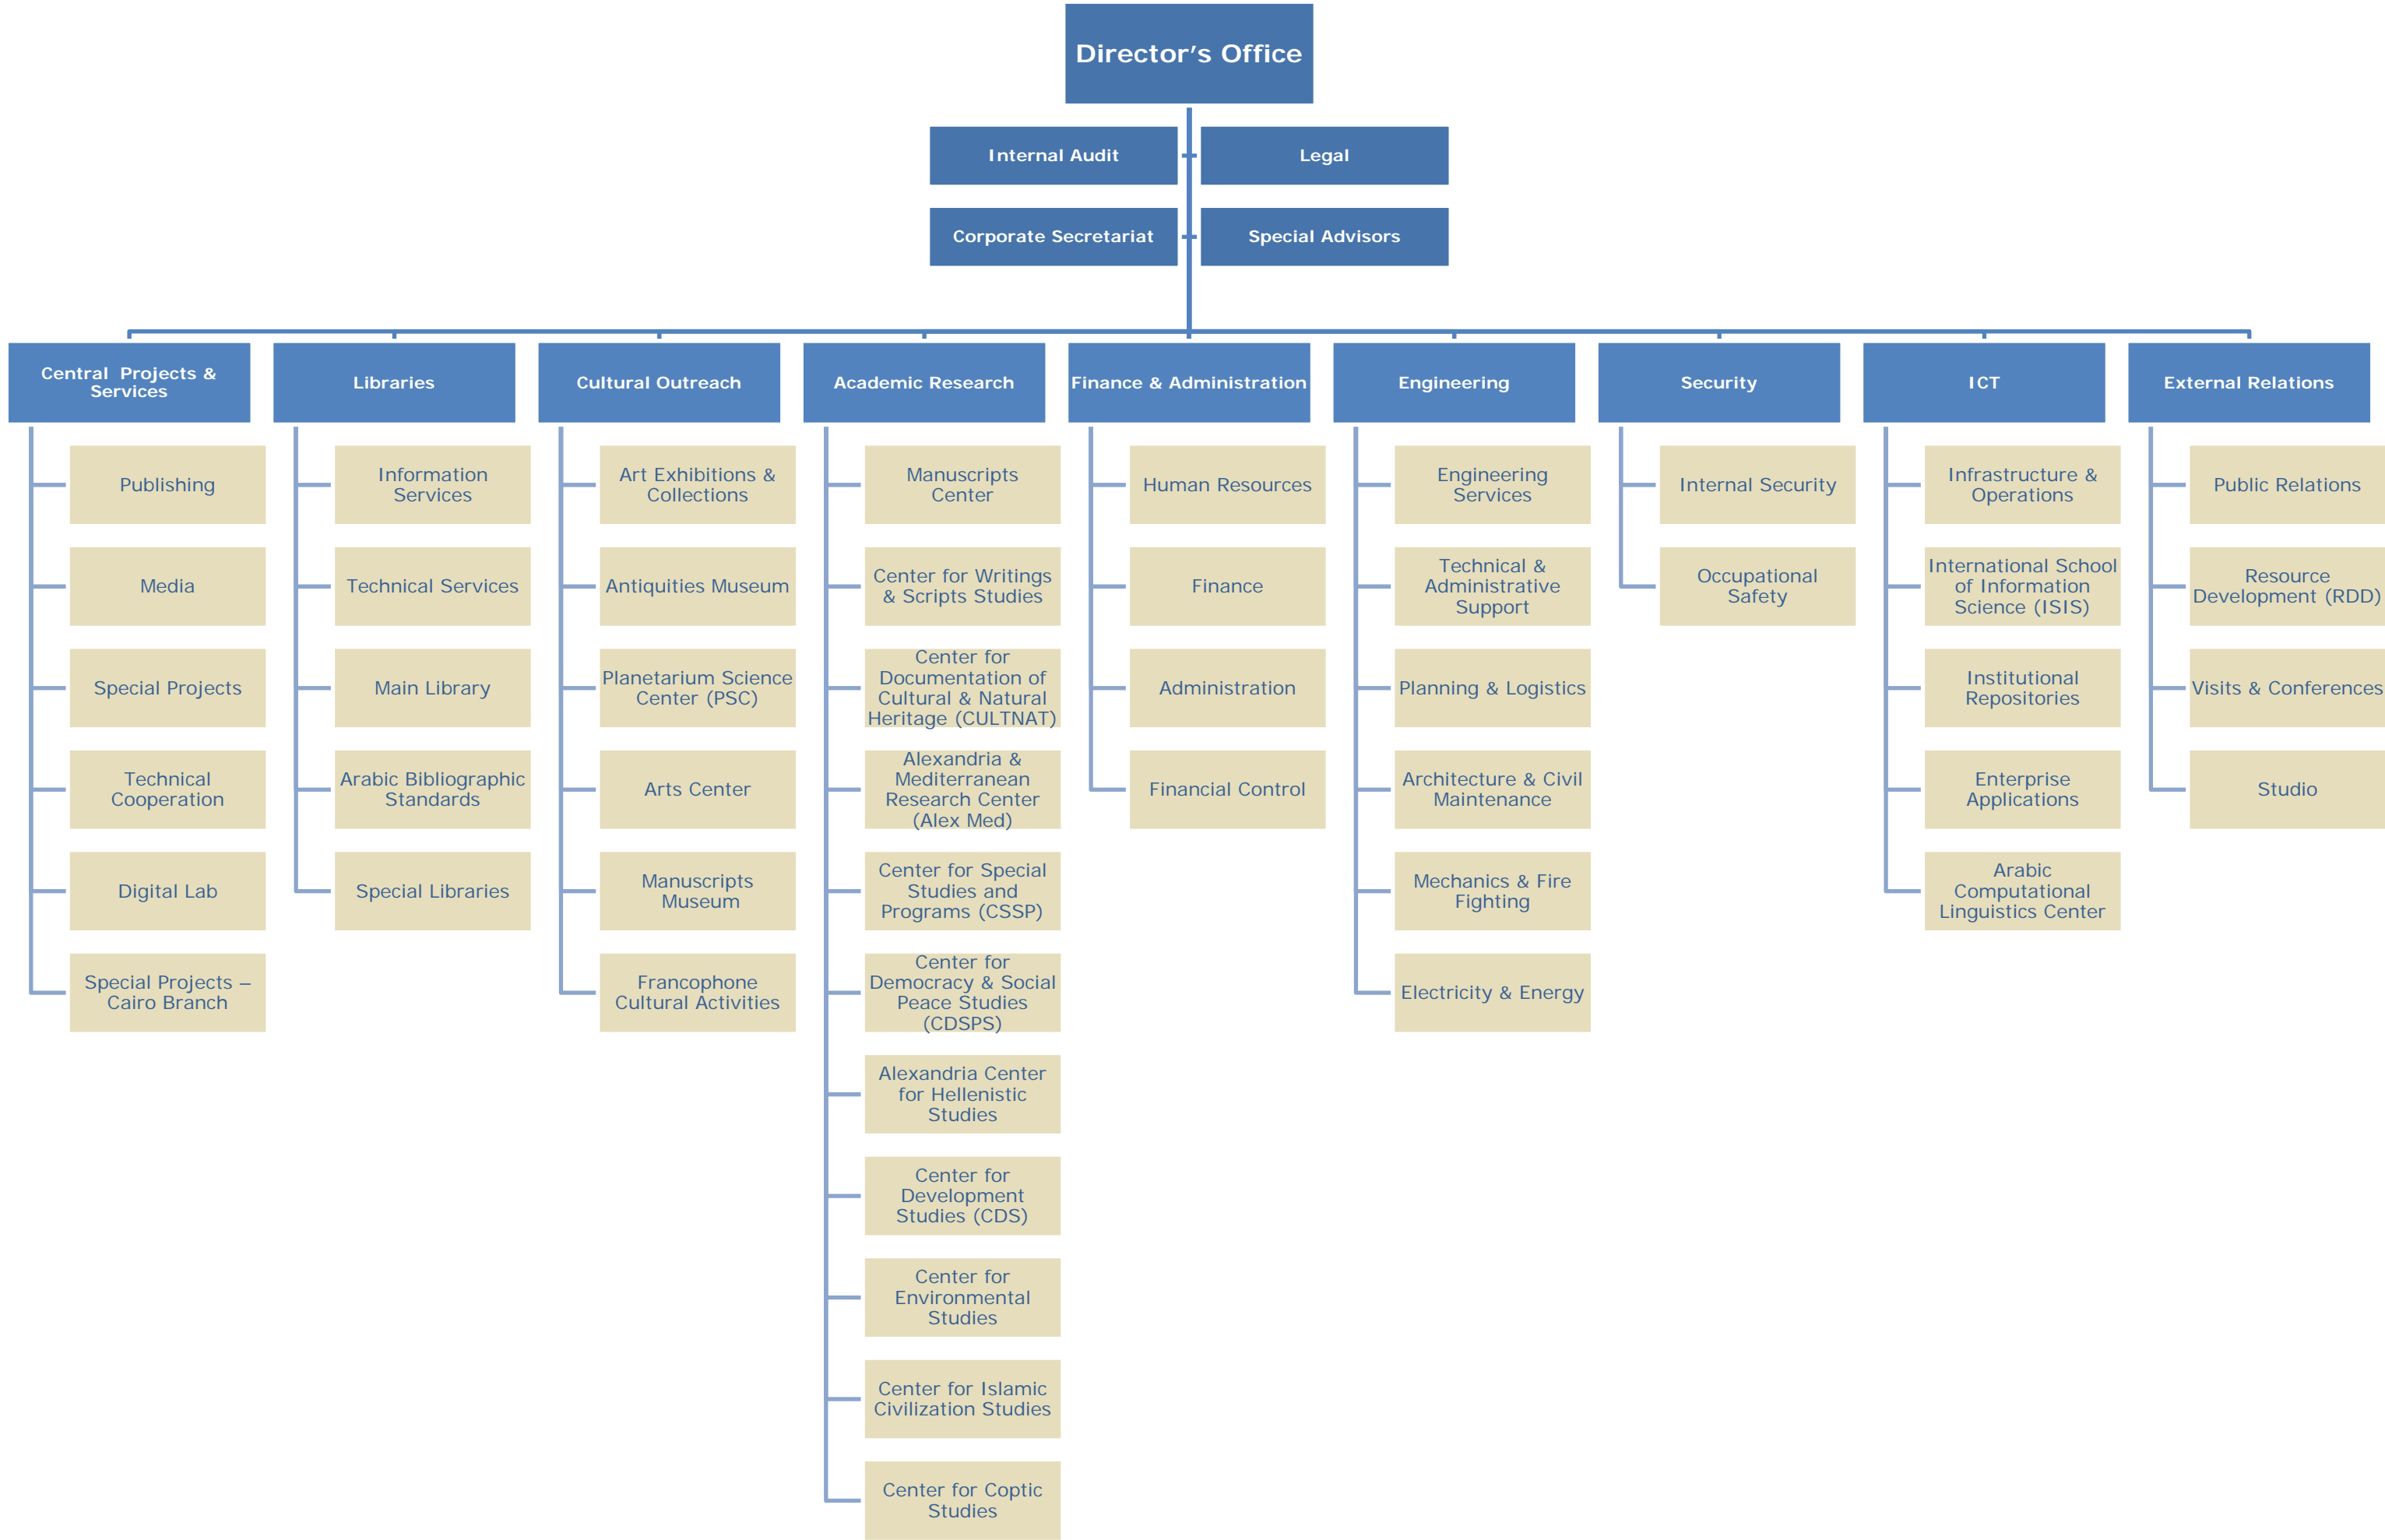 Director’s Office
Internal Audit
Legal
Corporate Secretariat
Special Advisors
Central  Projects &
Services
Libraries
Cultural Outreach
Academic Research
Finance & Administration
Engineering
Security
ICT
External Relations
Publishing
Media
Special Projects
Technical
Cooperation
Digital Lab
Special Projects –
Cairo Branch
Information
Services
Technical Services
Main Library
Arabic Bibliographic
Standards
Special Libraries
Art Exhibitions &
Collections
Antiquities Museum
Planetarium Science
Center (PSC)
Arts Center
Manuscripts
Museum
Francophone
Cultural Activities
Manuscripts
Center
Center for Writings
& Scripts Studies
Center for
Documentation of
Cultural & Natural
Heritage (CULTNAT)
Alexandria &
Mediterranean
Research Center
(Alex Med)
Center for Special
Studies and
Programs (CSSP)
Center for
Democracy & Social
Peace Studies
(CDSPS)
Alexandria Center
for Hellenistic
Studies
Center for
Development
Studies (CDS)
Center for
Environmental
Studies
Center for Islamic
Civilization Studies
Center for Coptic
Studies
Human Resources
Finance
Administration
Financial Control
Engineering
Services
Technical &
Administrative
Support
Planning & Logistics
Architecture & Civil
Maintenance
Mechanics & Fire
Fighting
Electricity & Energy
Internal Security
Occupational
Safety
Infrastructure &
Operations
International School
of Information
Science (ISIS)
Institutional
Repositories
Enterprise
Applications
Arabic
Computational
Linguistics Center
Public Relations
Resource
Development (RDD)
Visits & Conferences
Studio